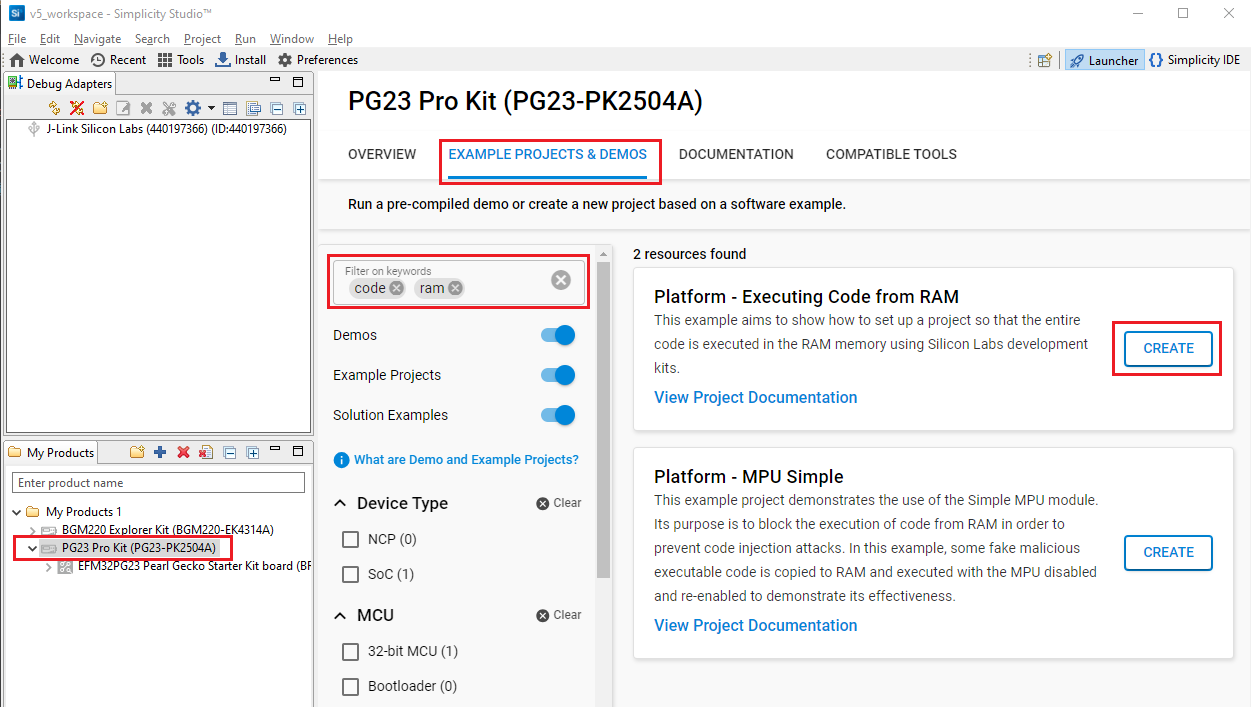 v5_workspace - Simplicity Studio™
File Edit Navigate Search Project Run Window Help
Welcome Recent Tools Install Preferences
Launcher
Simplicity IDE
Debug Adapters
J-Link Silicon Labs (440197366) (ID:440197366)
My Products
Enter product name
My Products 1
BGM220 Explorer Kit (BGM220-EK4314A)
PG23 Pro Kit (PG23-PK2504A)
EFM32PG23 Pearl Gecko Starter Kit board (BR
PG23 Pro Kit (PG23-PK2504A)
OVERVIEW
EXAMPLE PROJECTS & DEMOS
DOCUMENTATION
COMPATIBLE TOOLS
Run a pre-compiled demo or create a new project based on a software example.
Filter on keywords
code ram
Demos
Example Projects
Solution Examples
What are Demo and Example Projects?
Device Type
Clear
NCP (0)
SoC (1)
MCU
Clear
32-bit MCU (1)
Bootloader (0)
2 resources found
Platform - Executing Code from RAM
This example aims to show how to set up a project so that the entire
code is executed in the RAM memory using Silicon Labs development
kits.
View Project Documentation
CREATE
Platform - MPU Simple
This example project demonstrates the use of the Simple MPU module.
Its purpose is to block the execution of code from RAM in order to
prevent code injection attacks. In this example, some fake malicious
executable code is copied to RAM and executed with the MPU disabled
and re-enabled to demonstrate its effectiveness.
View Project Documentation
CREATE